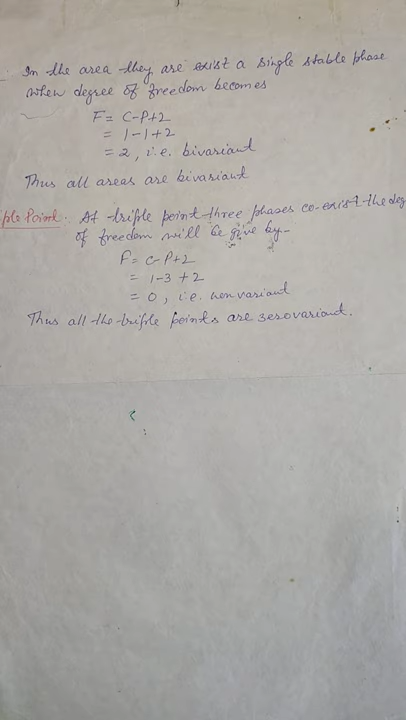 In the area they are exist a single stable phase
when degree of freedom becomes
F = C-P+2
= 1-1+2
= 2, i.e. bivariant
Thus all areas are bivariant
ple Point. At triple point three phases co-exist the deg
of freedom will be give by-
F = C-P+2
= 1-3+2
= 0, i.e. nonvariant
Thus all the triple points are zerovariant.